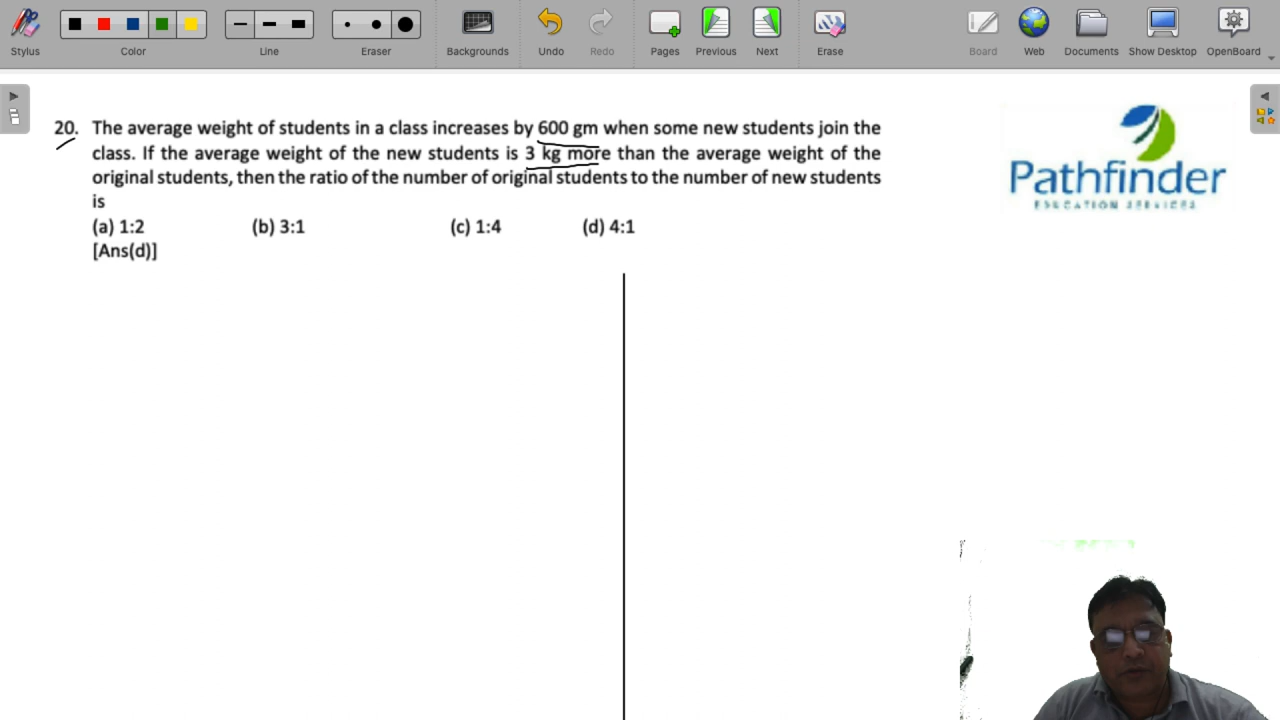 Stylus
Color
Line
Eraser
Backgrounds
Undo
Redo
Pages
Previous
Next
Erase
Board
Web
Documents
Show Desktop
OpenBoard
20. The average weight of students in a class increases by 600 gm when some new students join the
class. If the average weight of the new students is 3 kg more than the average weight of the
original students, then the ratio of the number of original students to the number of new students
is
(a) 1:2 (b) 3:1 (c) 1:4 (d) 4:1
[Ans(d)]
Pathfinder
EDUCATION SERVICES